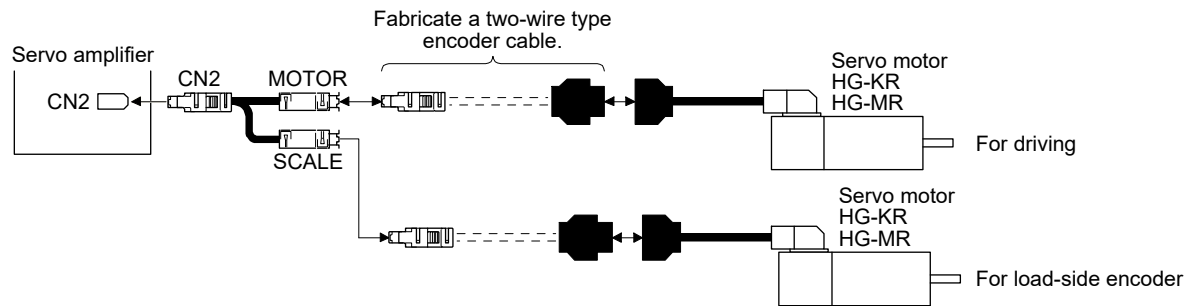 Fabricate a two-wire type
encoder cable.
Servo amplifier
CN2
MOTOR
CN2
SCALE
Servo motor
HG-KR
HG-MR
For driving
Servo motor
HG-KR
HG-MR
For load-side encoder